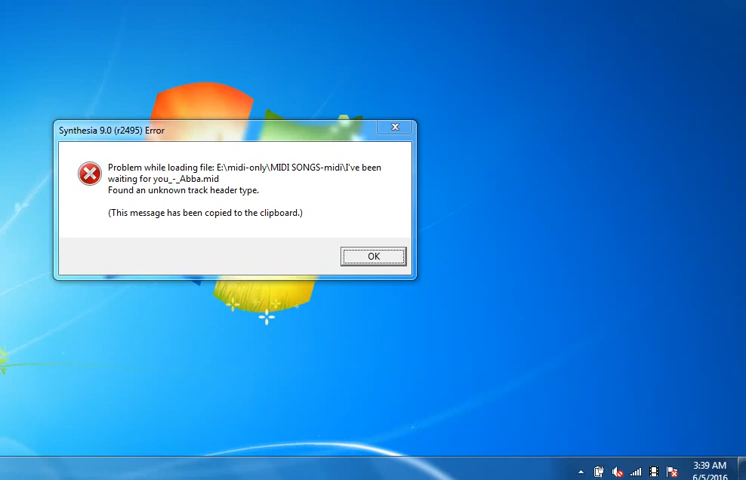 Synthesia 9.0 (r2495) Error
Problem while loading file: E:\midi-only\MIDI SONGS-midi\I've been
waiting for you_-_Abba.mid
Found an unknown track header type.
(This message has been copied to the clipboard.)
OK
3:39 AM
6/5/2016